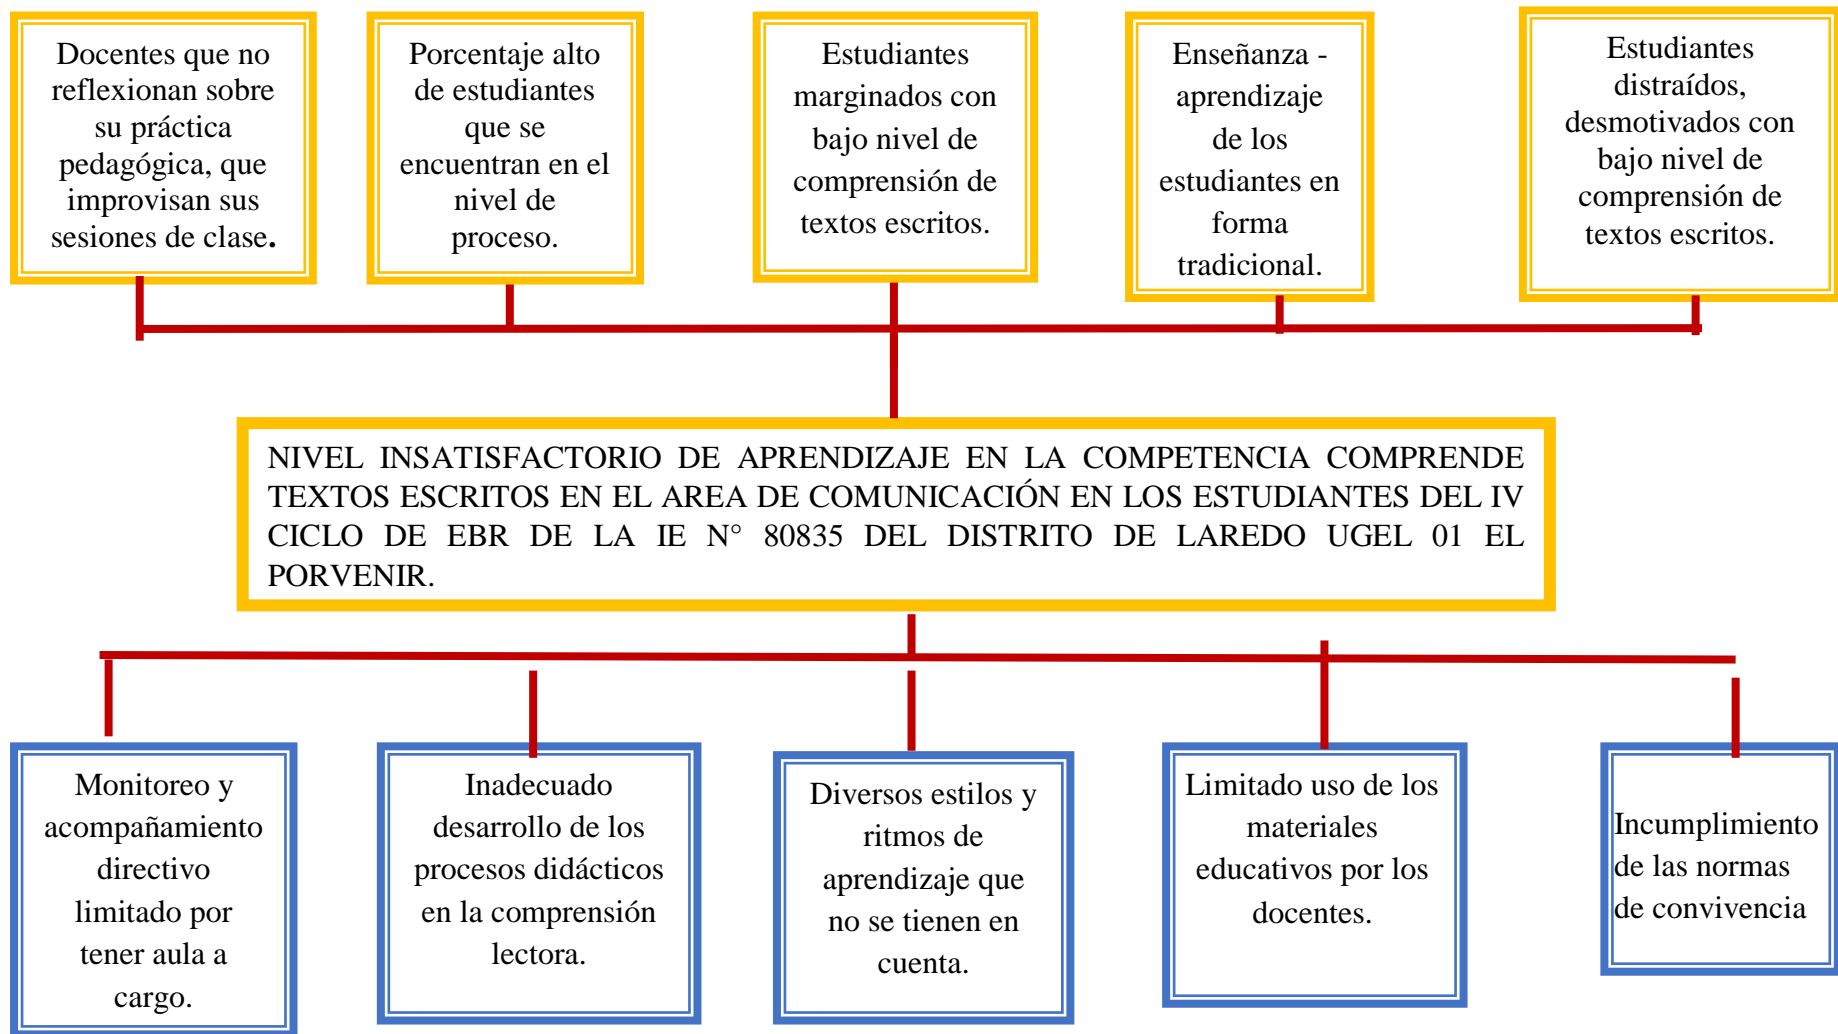 Docentes que no
reflexionan sobre
su práctica
pedagógica, que
improvisan sus
sesiones de clase.
Porcentaje alto
de estudiantes
que se
encuentran en el
nivel de
proceso.
Estudiantes
marginados con
bajo nivel de
comprensión de
textos escritos.
Enseñanza -
aprendizaje
de los
estudiantes en
forma
tradicional.
Estudiantes
distraídos,
desmotivados con
bajo nivel de
comprensión de
textos escritos.
NIVEL INSATISFACTORIO DE APRENDIZAJE EN LA COMPETENCIA COMPRENDE
TEXTOS ESCRITOS EN EL AREA DE COMUNICACIÓN EN LOS ESTUDIANTES DEL IV
CICLO DE EBR DE LA IE N° 80835 DEL DISTRITO DE LAREDO UGEL 01 EL
PORVENIR.
Monitoreo y
acompañamiento
directivo
limitado por
tener aula a
cargo.
Inadecuado
desarrollo de los
procesos didácticos
en la comprensión
lectora.
Diversos estilos y
ritmos de
aprendizaje que
no se tienen en
cuenta.
Limitado uso de los
materiales
educativos por los
docentes.
Incumplimiento
de las normas
de convivencia